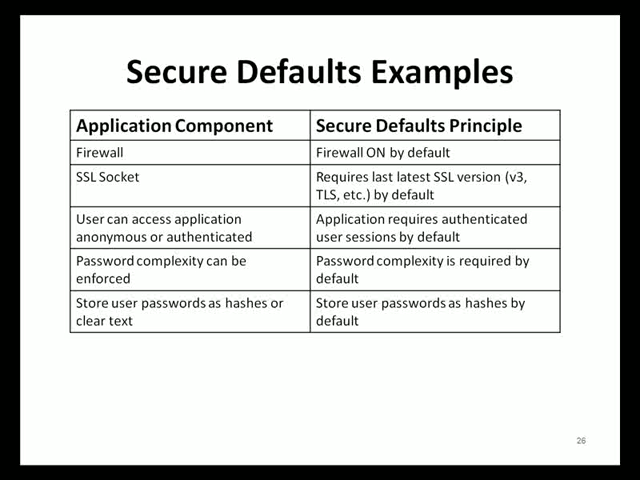 Secure Defaults Examples
Application Component
Secure Defaults Principle
Firewall
Firewall ON by default
SSL Socket
Requires last latest SSL version (v3,
TLS, etc.) by default
User can access application
anonymous or authenticated
Application requires authenticated
user sessions by default
Password complexity can be
enforced
Password complexity is required by
default
Store user passwords as hashes or
clear text
Store user passwords as hashes by
default
26